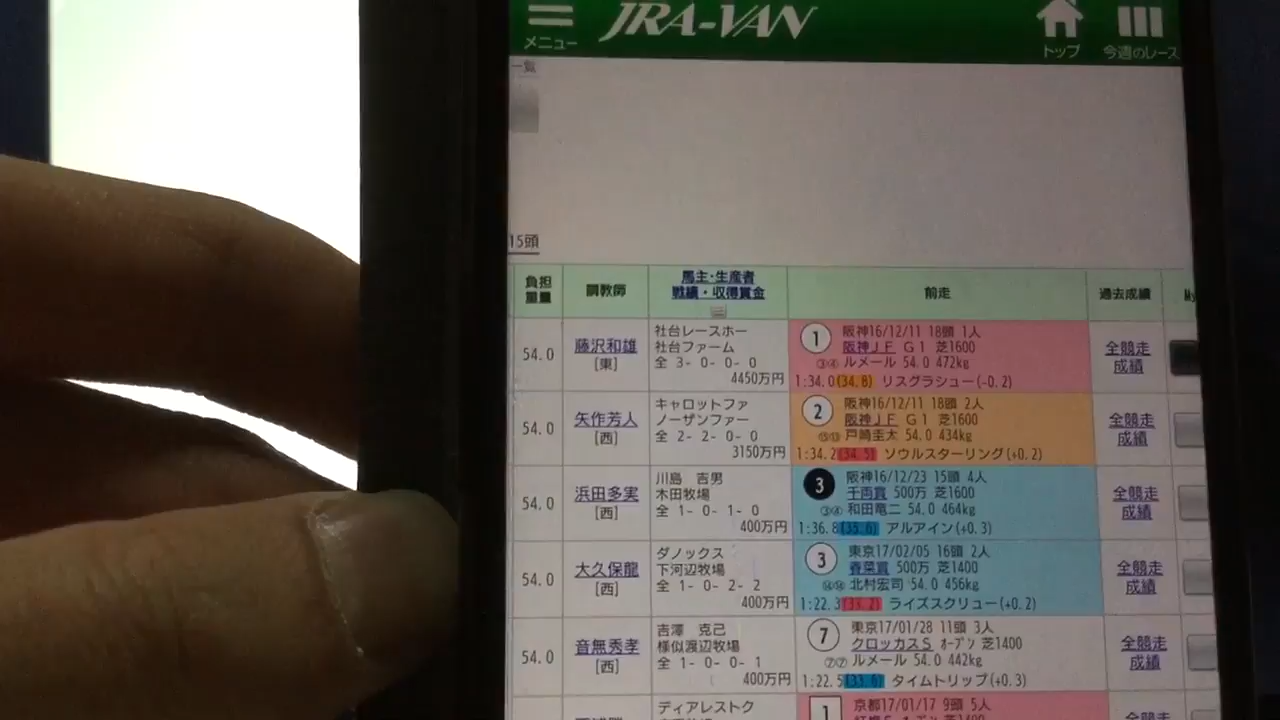 メニュー
JRA-VAN
トップ
今週のレース
一覧
15頭
負担
重量
調教師
馬主・生産者
戦績・収得賞金
前走
過去成績
My
54.0
藤沢和雄
[東]
社台レースホー
社台ファーム
全 3- 0- 0- 0
4450万円
1
阪神16/12/11 18頭 1人
阪神JF G1 芝1600
③④ ルメール 54.0 472kg
1:34.0(34.8) リスグラシュー(-0.2)
全競走
成績
54.0
矢作芳人
[西]
キャロットファ
ノーザンファー
全 2- 2- 0- 0
3150万円
2
阪神16/12/11 18頭 2人
阪神JF G1 芝1600
戸崎圭太 54.0 434kg
1:34.2(34.5) ソウルスターリング(+0.2)
全競走
成績
54.0
浜田多実
[西]
川島 吉男
木田牧場
全 1- 0- 1- 0
400万円
3
阪神16/12/23 15頭 4人
千両賞 500万 芝1600
③④ 和田竜二 54.0 464kg
1:36.8(35.6) アルアイン(+0.3)
全競走
成績
54.0
大久保龍
[西]
ダノックス
下河辺牧場
全 1- 0- 2- 2
400万円
3
東京17/02/05 16頭 2人
春菜賞 500万 芝1400
⑭⑭ 北村宏司 54.0 456kg
1:22.3(33.2) ライズスクリュー(+0.2)
全競走
成績
54.0
音無秀孝
[西]
吉澤 克己
様似渡辺牧場
全 1- 0- 0- 1
400万円
7
東京17/01/28 11頭 3人
クロッカスS オープン 芝1400
⑦⑦ ルメール 54.0 442kg
1:22.5(33.6) タイムトリップ(+0.3)
全競走
成績
ディアレストク
1
京都17/01/17 9頭 5人